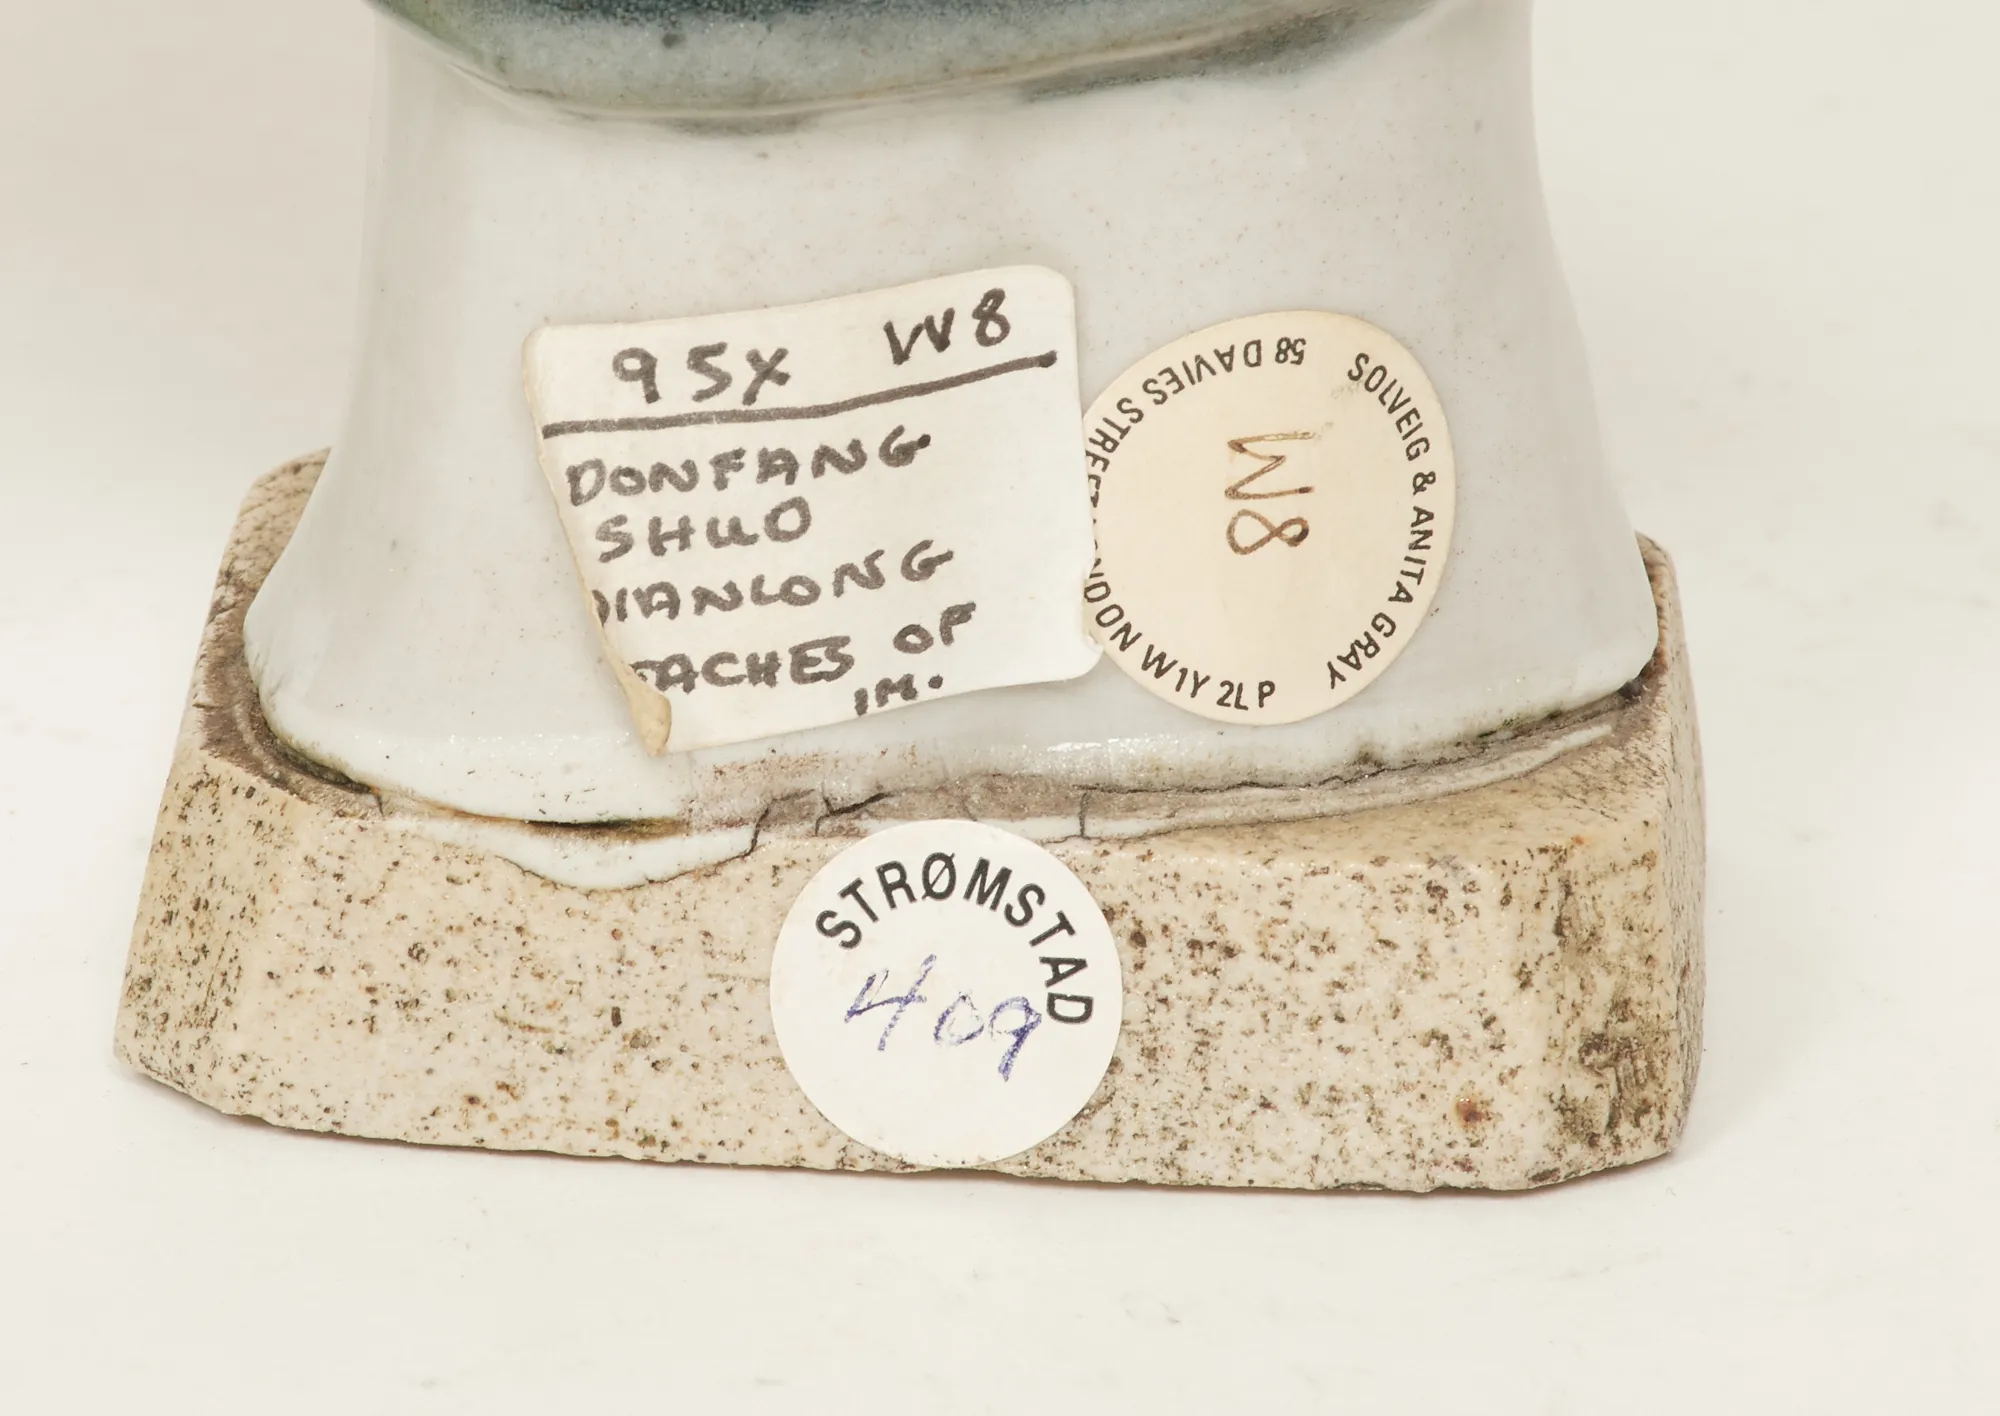 95X W8
DONFANG
SHUO
QIANLONG
PEACHES OF
IM.
SOLVEIG & ANITA GRAY
58 DAVIES STREET LONDON W1Y 2LP
W8
STRØMSTAD
409